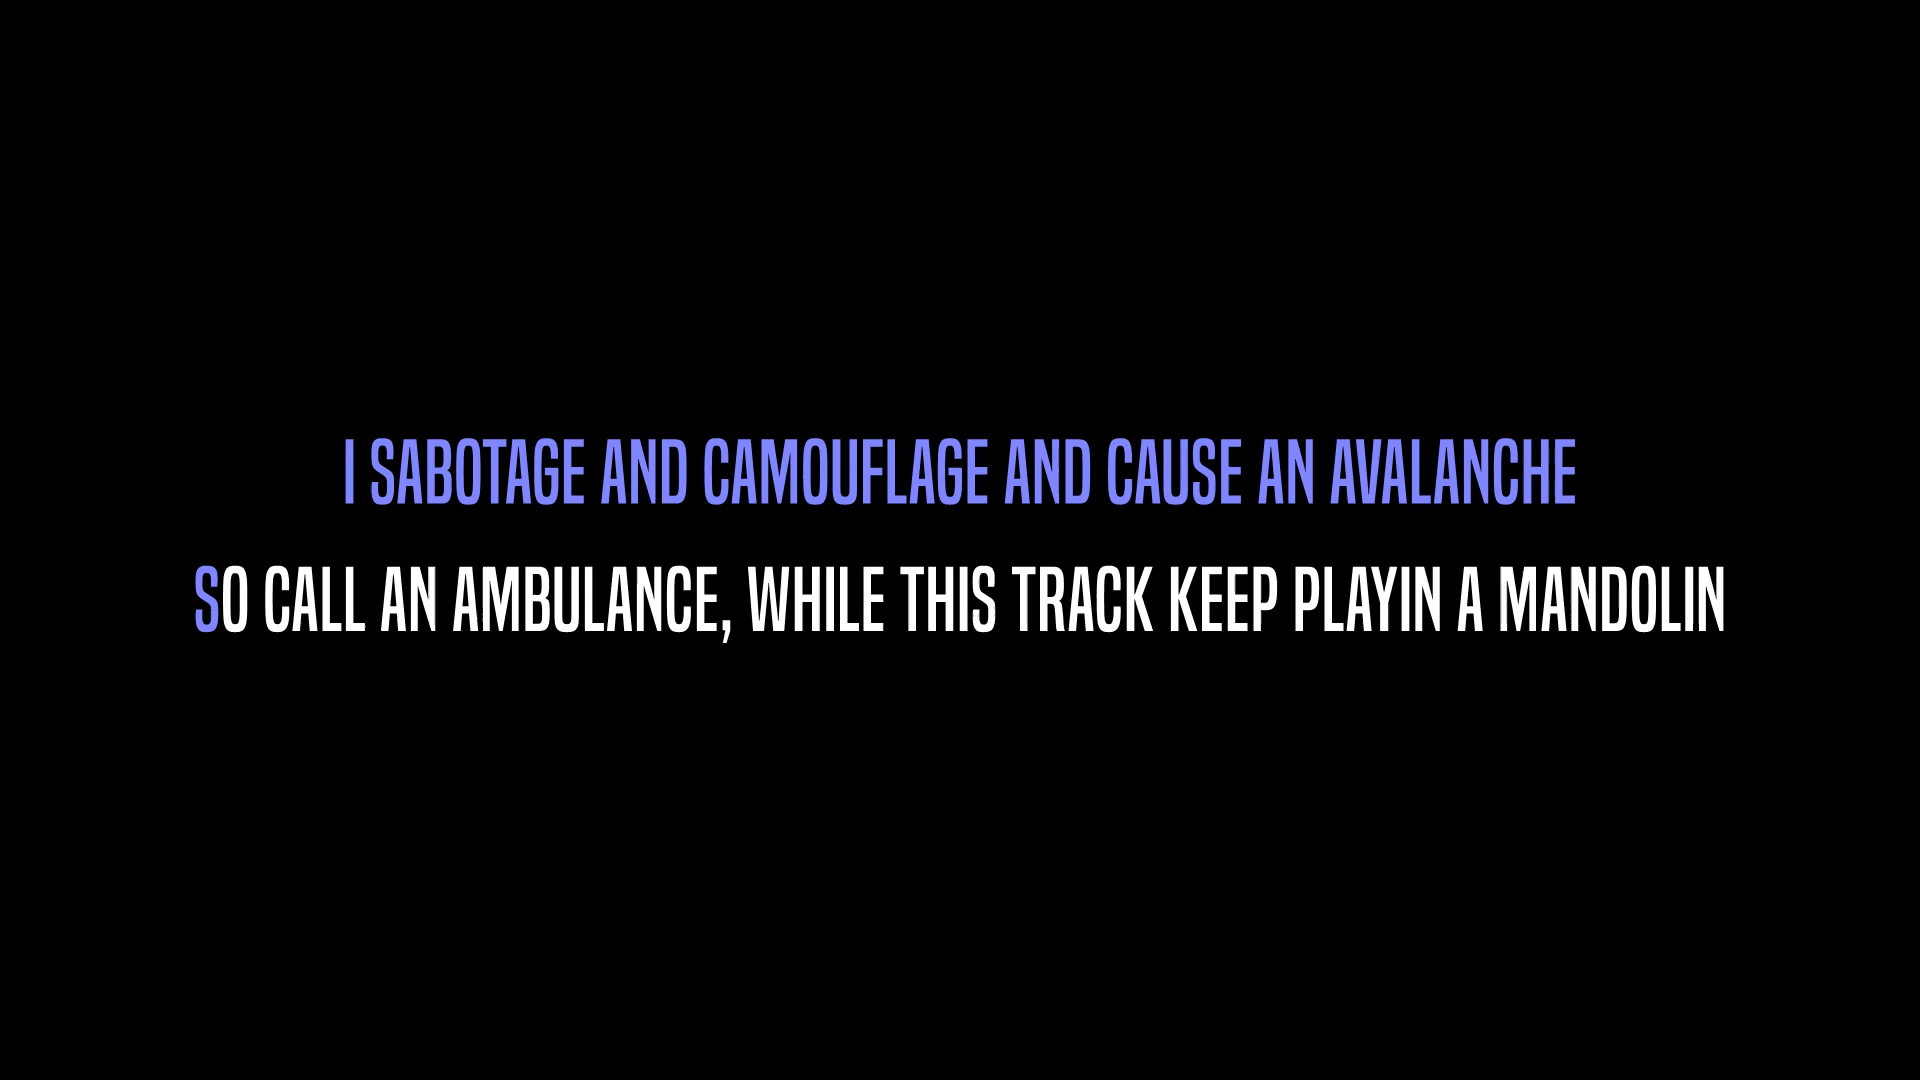 I SABOTAGE AND CAMOUFLAGE AND CAUSE AN AVALANCHE
SO CALL AN AMBULANCE, WHILE THIS TRACK KEEP PLAYIN A MANDOLIN